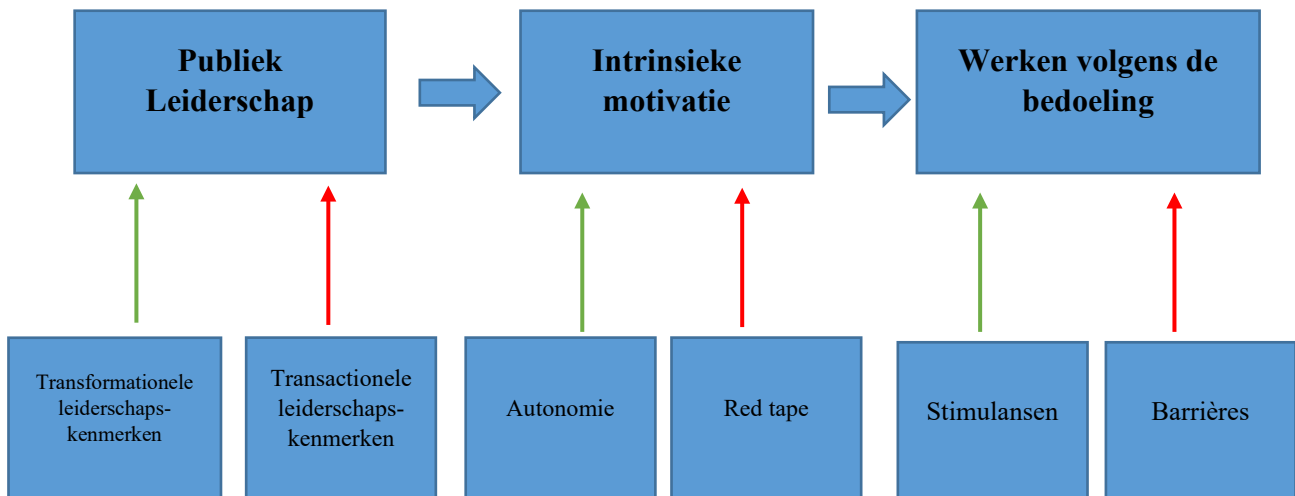 Publiek
Leiderschap
Intrinsieke
motivatie
Werken volgens de
bedoeling
Transformationele
leiderschaps-
kenmerken
Transactionele
leiderschaps-
kenmerken
Autonomie
Red tape
Stimulansen
Barrières